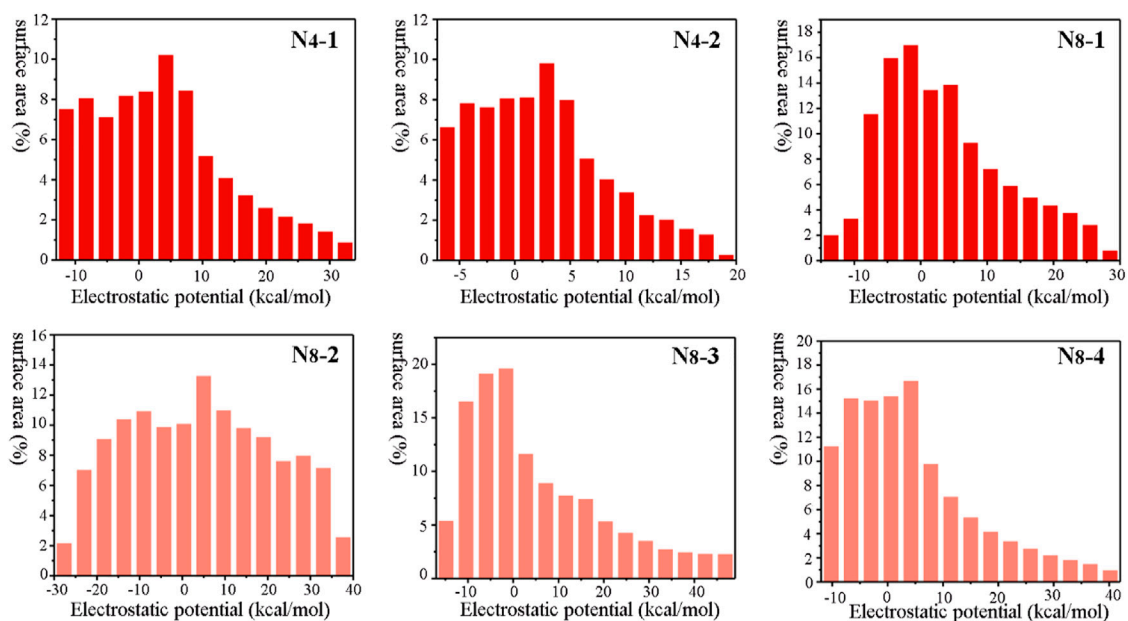 N4-1
surface area (%)
12
10
8
6
4
2
0
-10 0 10 20 30
Electrostatic potential (kcal/mol)
N4-2
surface area (%)
12
10
8
6
4
2
0
-5 0 5 10 15 20
Electrostatic potential (kcal/mol)
N8-1
surface area (%)
18
16
14
12
10
8
6
4
2
0
-10 0 10 20 30
Electrostatic potential (kcal/mol)
N8-2
surface area (%)
16
14
12
10
8
6
4
2
0
-30 -20 -10 0 10 20 30 40
Electrostatic potential (kcal/mol)
N8-3
surface area (%)
20
15
10
5
0
-10 0 10 20 30 40
Electrostatic potential (kcal/mol)
N8-4
surface area (%)
20
18
16
14
12
10
8
6
4
2
0
-10 0 10 20 30 40
Electrostatic potential (kcal/mol)